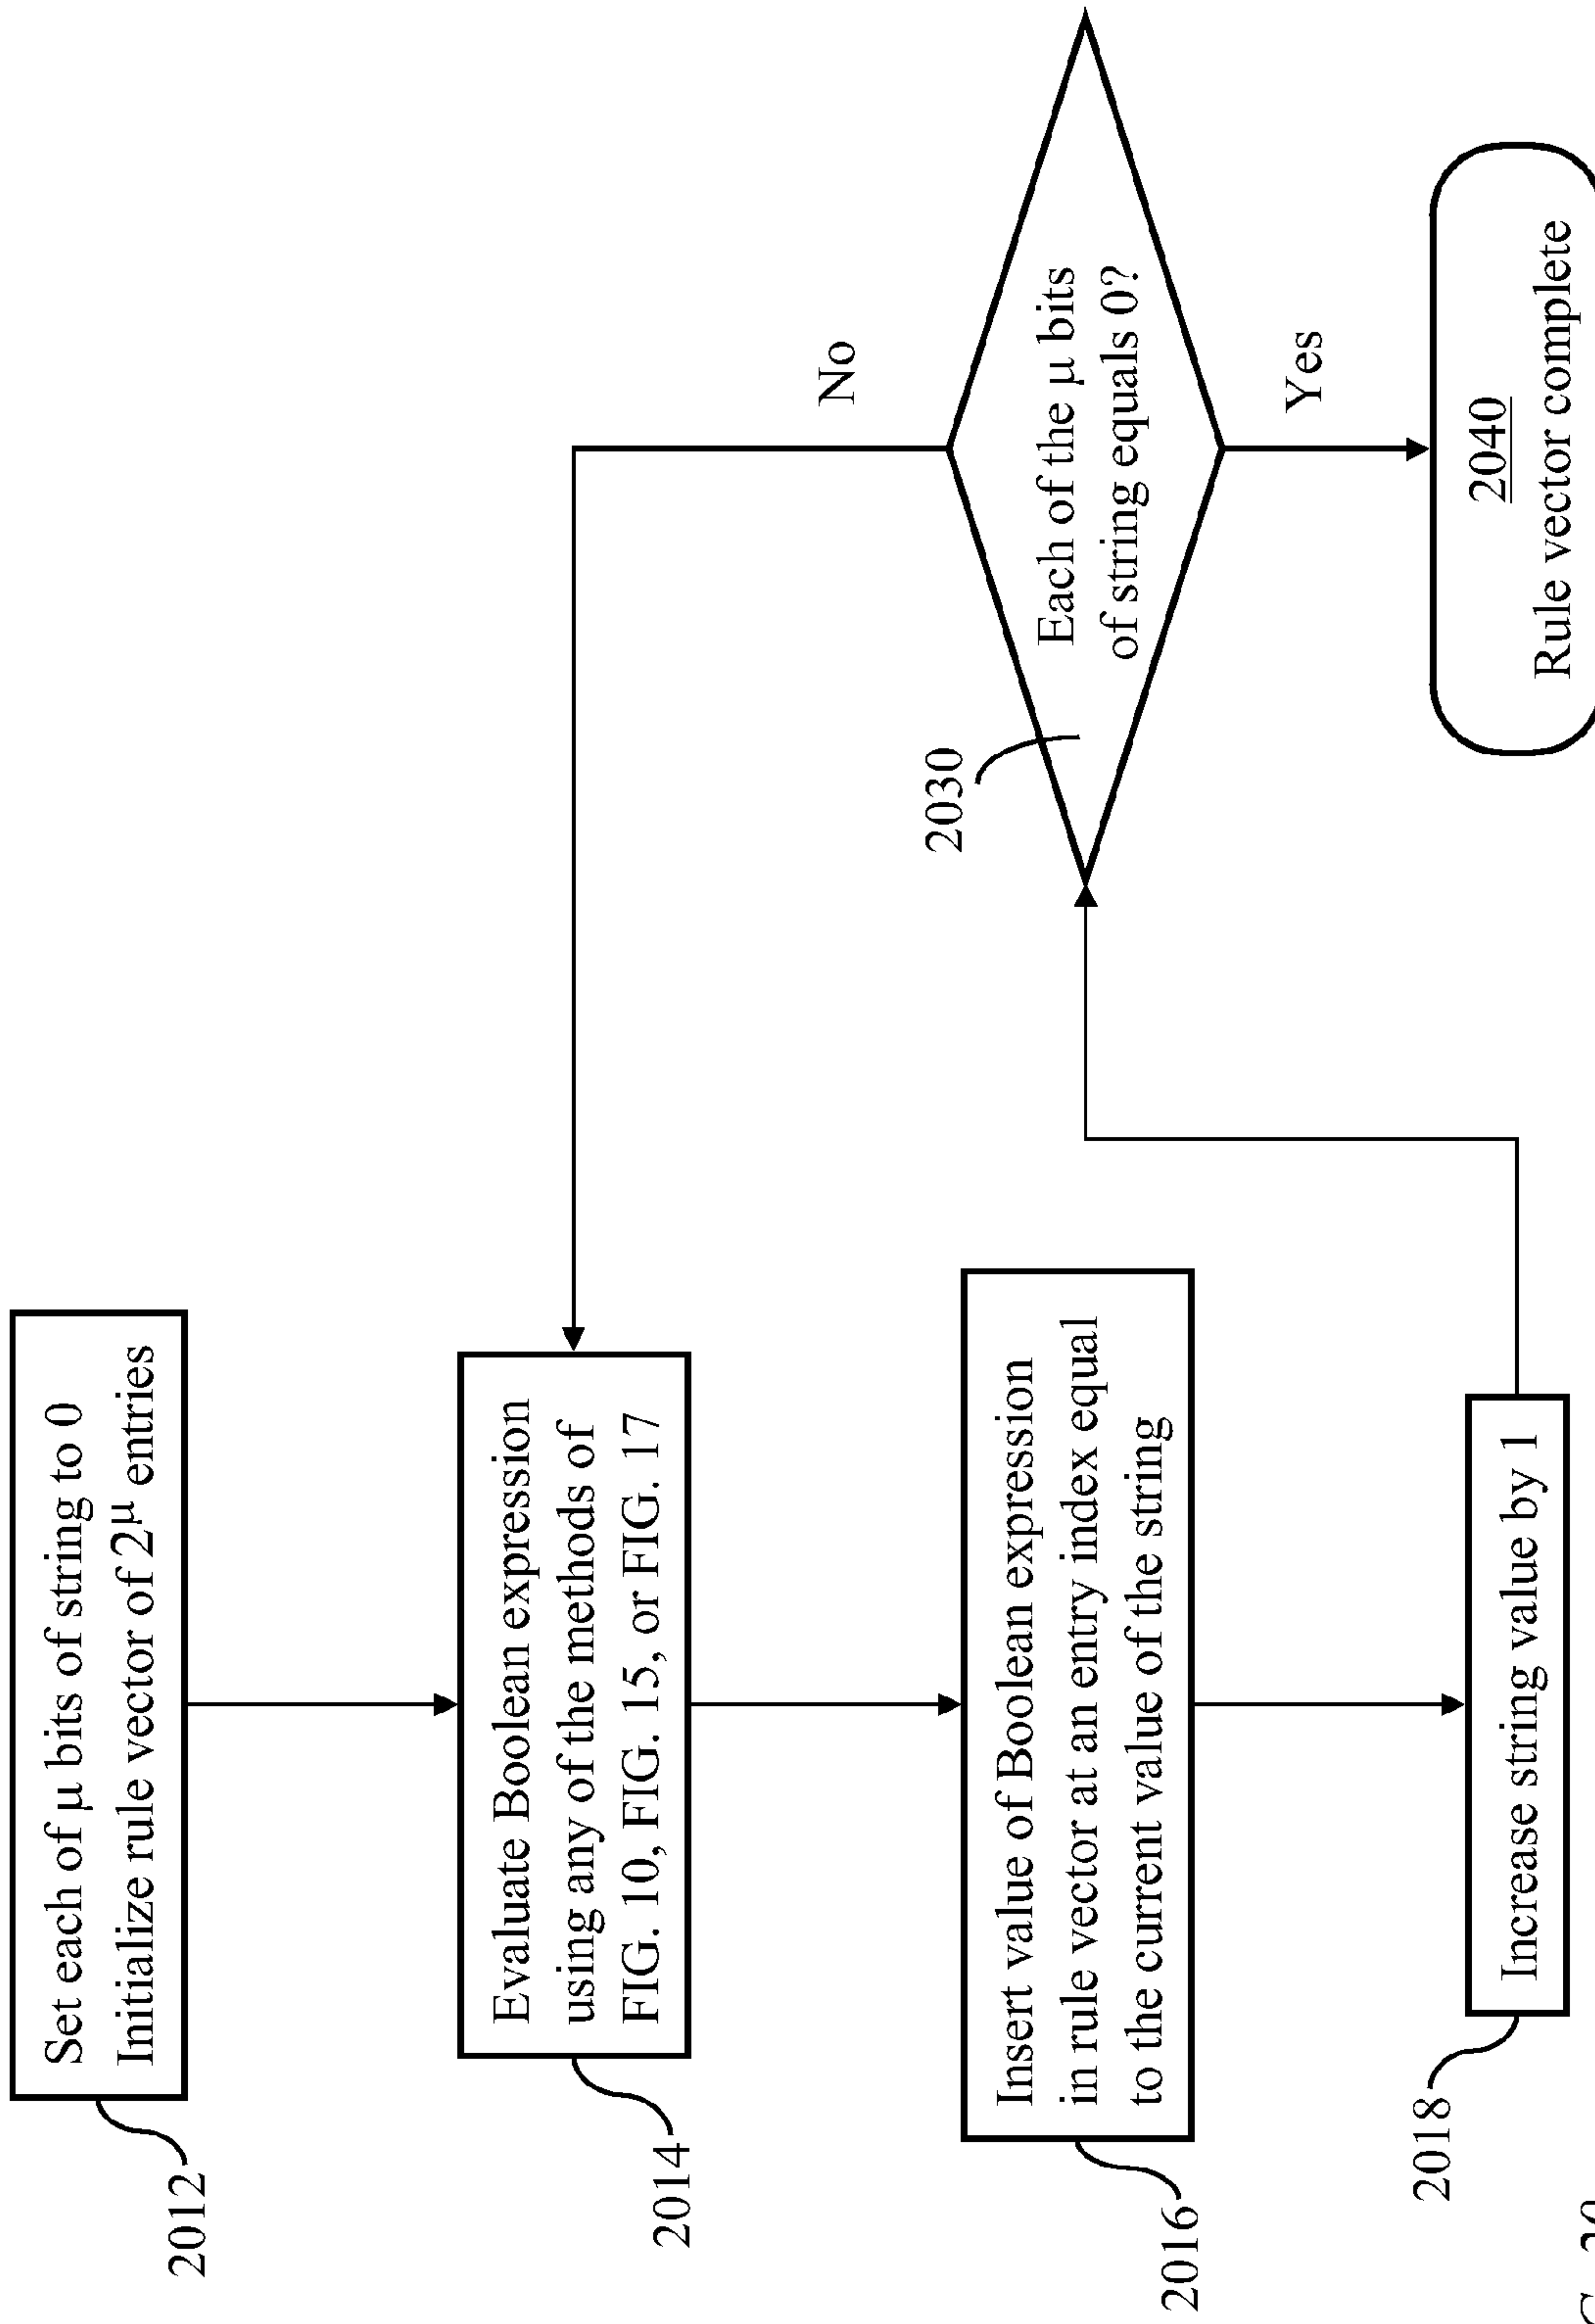 2012
Set each of μ bits of string to 0
Initialize rule vector of 2^μ entries
2014
Evaluate Boolean expression
using any of the methods of
FIG. 10, FIG. 15, or FIG. 17
2016
Insert value of Boolean expression
in rule vector at an entry index equal
to the current value of the string
2018
Increase string value by 1
2030
Each of the μ bits
of string equals 0?
No
Yes
2040
Rule vector complete